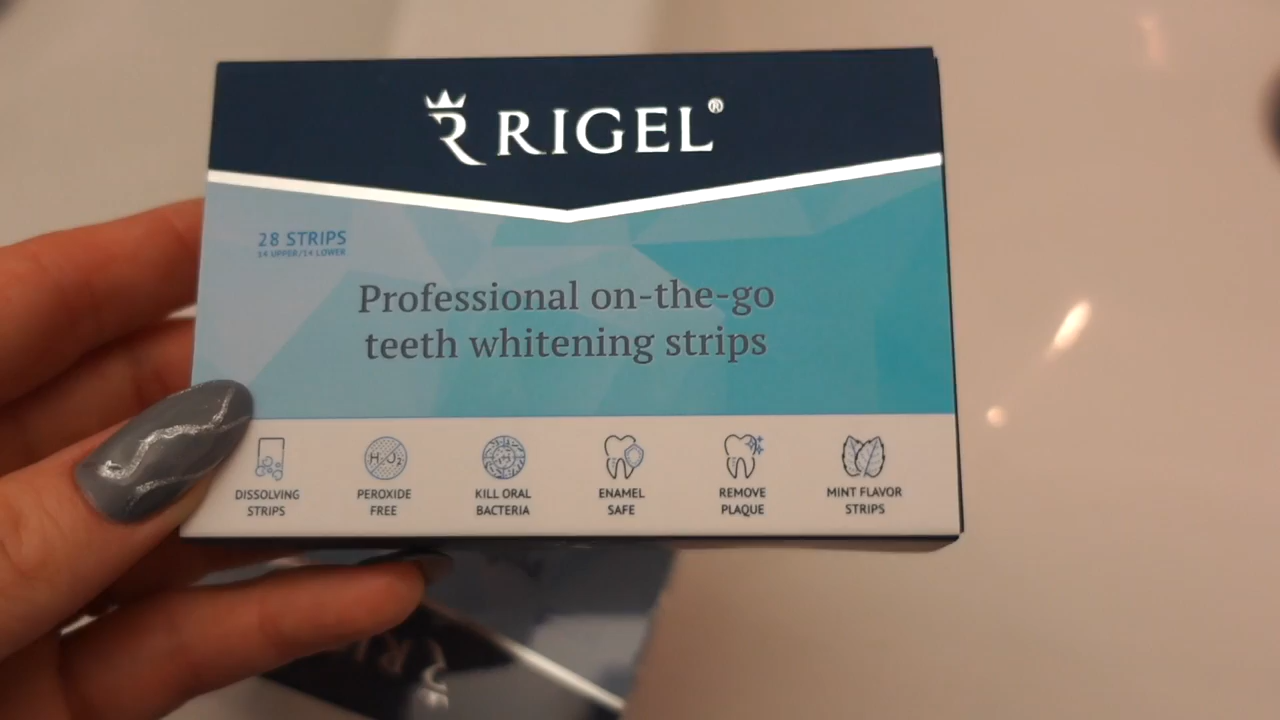 RIGEL®
28 STRIPS
14 UPPER/14 LOWER
Professional on-the-go
teeth whitening strips
H₂O₂
DISSOLVING
STRIPS
PEROXIDE
FREE
KILL ORAL
BACTERIA
ENAMEL
SAFE
REMOVE
PLAQUE
MINT FLAVOR
STRIPS